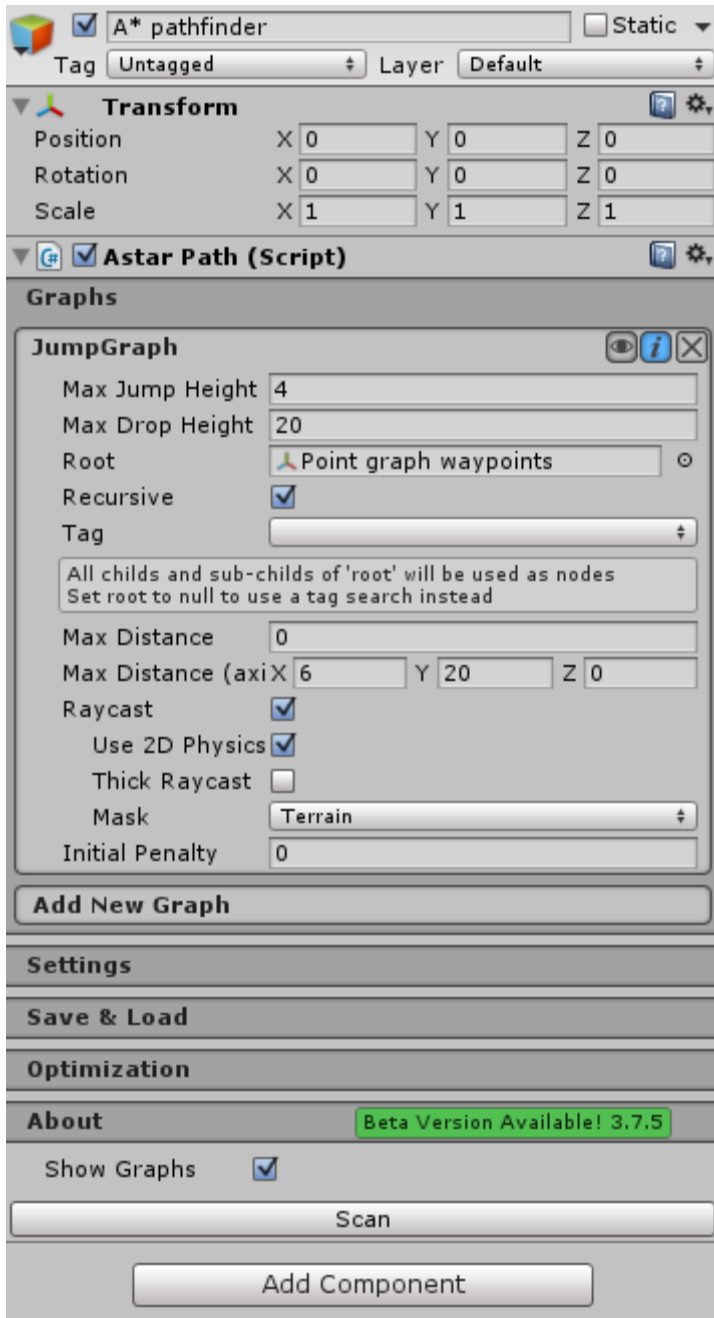 A* pathfinder Static
Tag Untagged Layer Default
Transform
Position X 0 Y 0 Z 0
Rotation X 0 Y 0 Z 0
Scale X 1 Y 1 Z 1
Astar Path (Script)
Graphs
JumpGraph
Max Jump Height 4
Max Drop Height 20
Root Point graph waypoints
Recursive
Tag
All childs and sub-childs of 'root' will be used as nodes
Set root to null to use a tag search instead
Max Distance 0
Max Distance (axi X 6 Y 20 Z 0
Raycast
Use 2D Physics
Thick Raycast
Mask Terrain
Initial Penalty 0
Add New Graph
Settings
Save & Load
Optimization
About Beta Version Available! 3.7.5
Show Graphs
Scan
Add Component